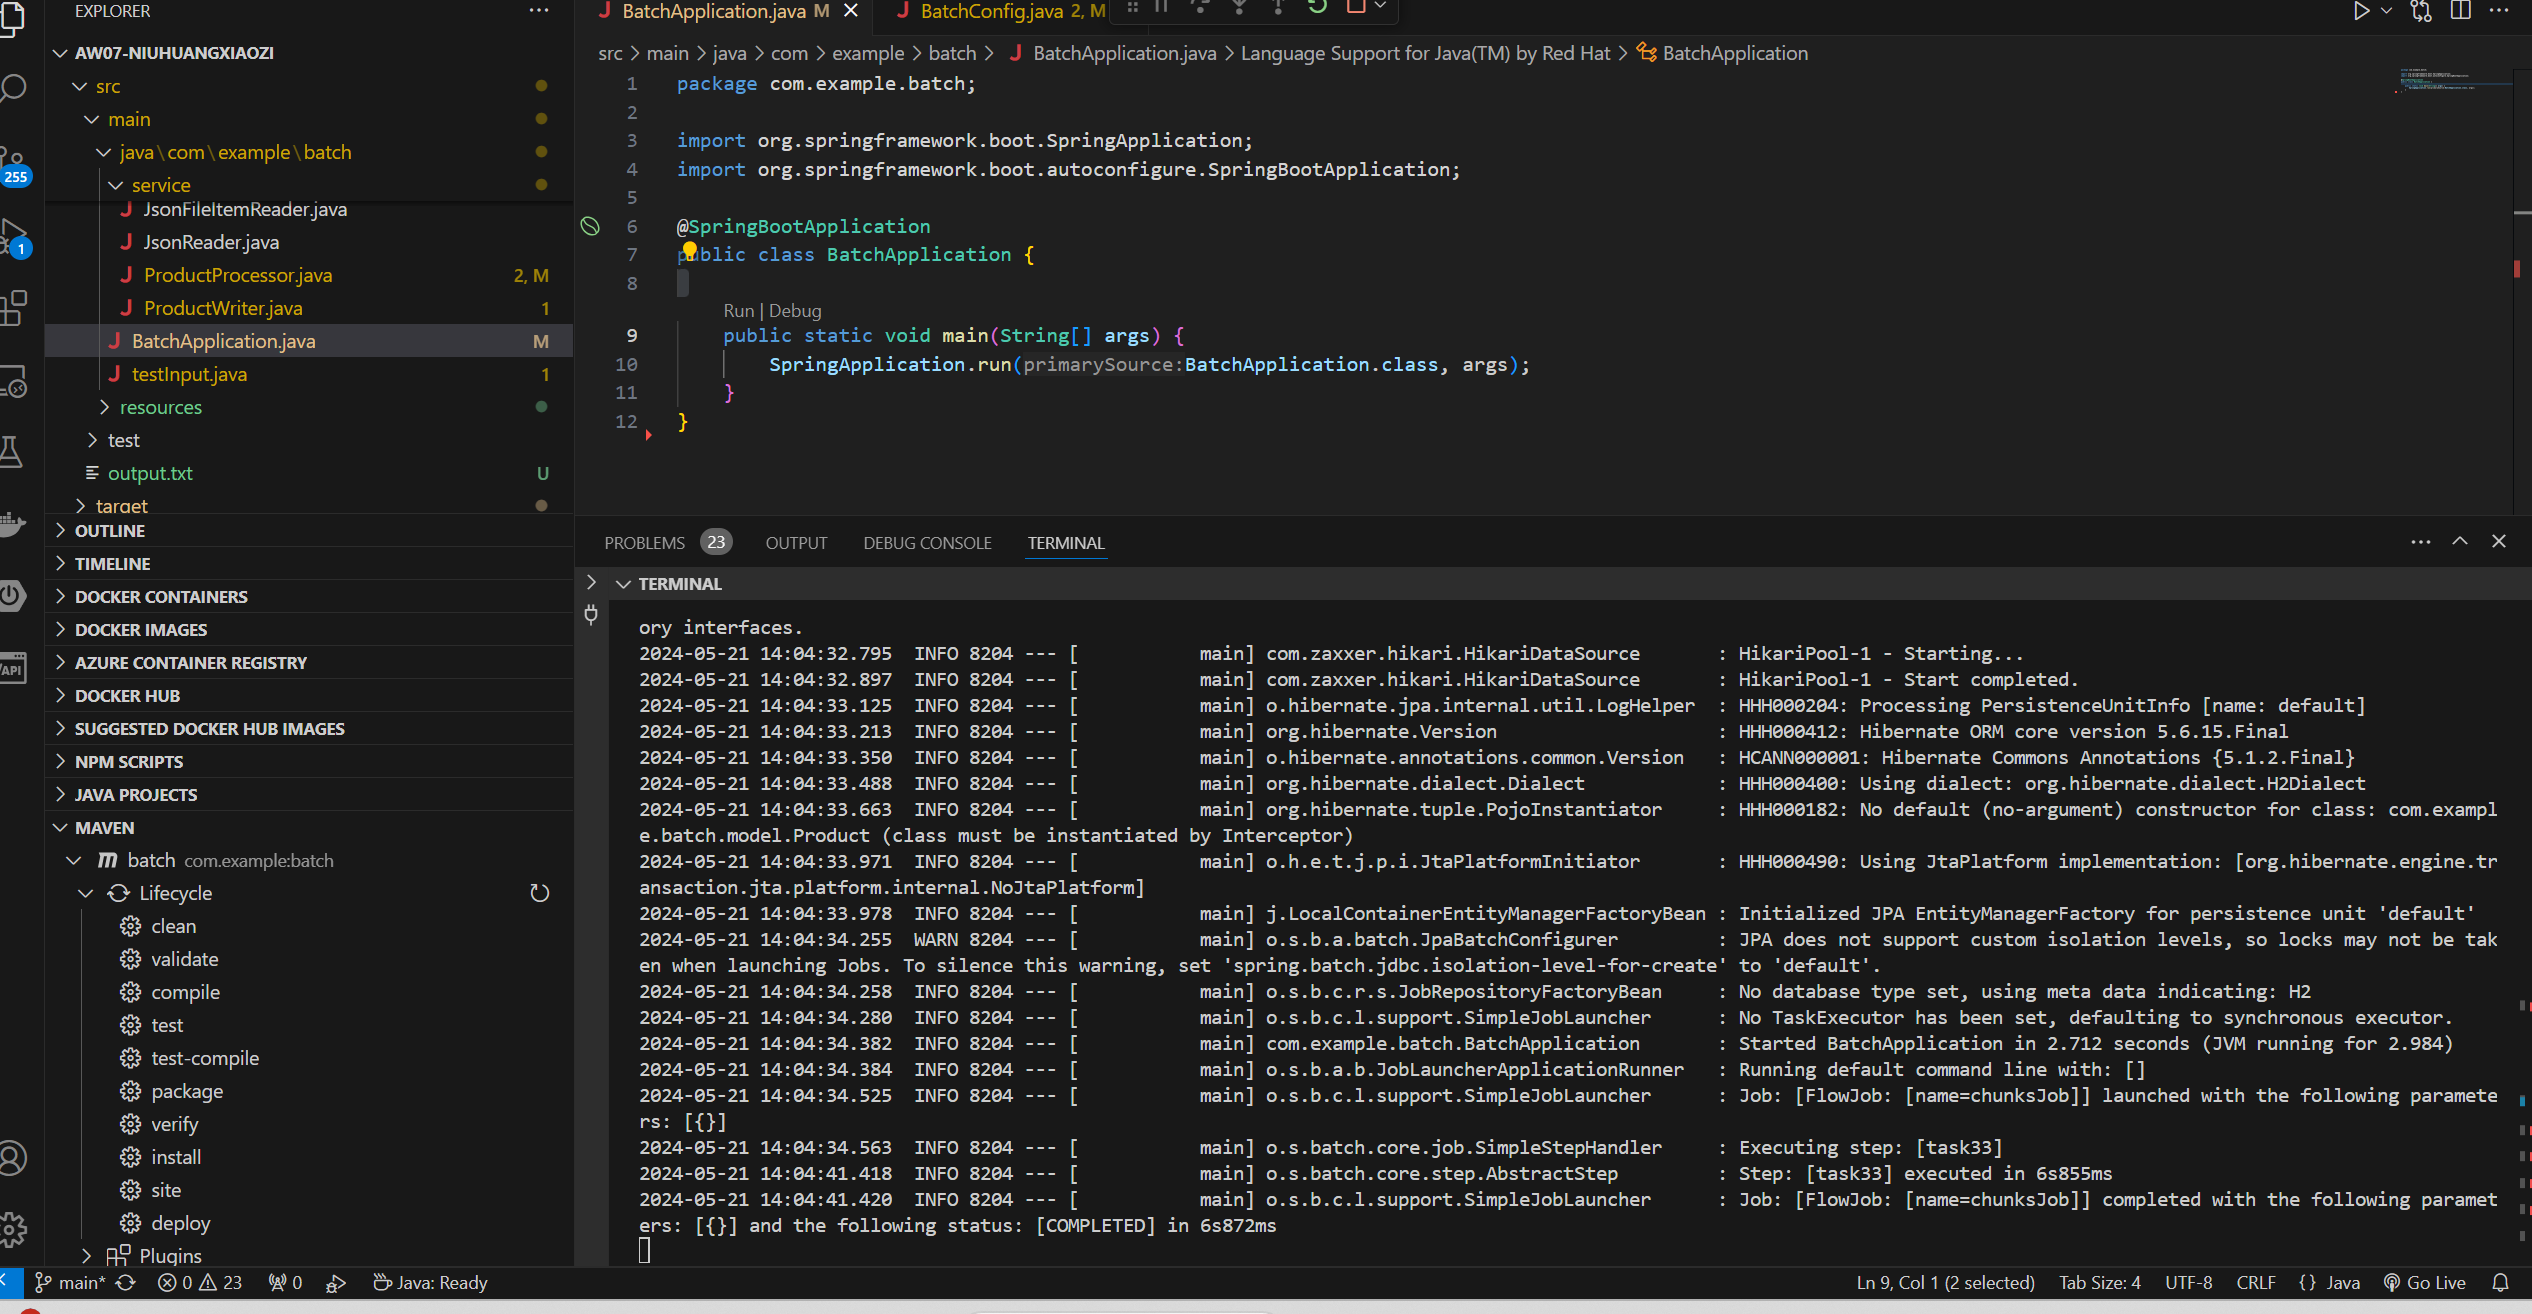 EXPLORER
AW07-NIUHUANGXIAOZI
src
main
java\com\example\batch
service
JsonFileItemReader.java
JsonReader.java
ProductProcessor.java 2, M
ProductWriter.java 1
BatchApplication.java M
testInput.java 1
resources
test
output.txt U
target
OUTLINE
TIMELINE
DOCKER CONTAINERS
DOCKER IMAGES
AZURE CONTAINER REGISTRY
DOCKER HUB
SUGGESTED DOCKER HUB IMAGES
NPM SCRIPTS
JAVA PROJECTS
MAVEN
batch com.example:batch
Lifecycle
clean
validate
compile
test
test-compile
package
verify
install
site
deploy
Plugins
255
1
API
BatchApplication.java M
BatchConfig.java 2, M
src > main > java > com > example > batch > BatchApplication.java > Language Support for Java(TM) by Red Hat > BatchApplication
1 package com.example.batch;
2
3 import org.springframework.boot.SpringApplication;
4 import org.springframework.boot.autoconfigure.SpringBootApplication;
5
6 @SpringBootApplication
7 public class BatchApplication {
8
Run | Debug
9 public static void main(String[] args) {
10 SpringApplication.run(primarySource:BatchApplication.class, args);
11 }
12 }
PROBLEMS 23 OUTPUT DEBUG CONSOLE TERMINAL
TERMINAL
ory interfaces.
2024-05-21 14:04:32.795  INFO 8204 --- [           main] com.zaxxer.hikari.HikariDataSource       : HikariPool-1 - Starting...
2024-05-21 14:04:32.897  INFO 8204 --- [           main] com.zaxxer.hikari.HikariDataSource       : HikariPool-1 - Start completed.
2024-05-21 14:04:33.125  INFO 8204 --- [           main] o.hibernate.jpa.internal.util.LogHelper  : HHH000204: Processing PersistenceUnitInfo [name: default]
2024-05-21 14:04:33.213  INFO 8204 --- [           main] org.hibernate.Version                    : HHH000412: Hibernate ORM core version 5.6.15.Final
2024-05-21 14:04:33.350  INFO 8204 --- [           main] o.hibernate.annotations.common.Version   : HCANN000001: Hibernate Commons Annotations {5.1.2.Final}
2024-05-21 14:04:33.488  INFO 8204 --- [           main] org.hibernate.dialect.Dialect            : HHH000400: Using dialect: org.hibernate.dialect.H2Dialect
2024-05-21 14:04:33.663  INFO 8204 --- [           main] org.hibernate.tuple.PojoInstantiator     : HHH000182: No default (no-argument) constructor for class: com.exampl
e.batch.model.Product (class must be instantiated by Interceptor)
2024-05-21 14:04:33.971  INFO 8204 --- [           main] o.h.e.t.j.p.i.JtaPlatformInitiator       : HHH000490: Using JtaPlatform implementation: [org.hibernate.engine.tr
ansaction.jta.platform.internal.NoJtaPlatform]
2024-05-21 14:04:33.978  INFO 8204 --- [           main] j.LocalContainerEntityManagerFactoryBean : Initialized JPA EntityManagerFactory for persistence unit 'default'
2024-05-21 14:04:34.255  WARN 8204 --- [           main] o.s.b.a.batch.JpaBatchConfigurer         : JPA does not support custom isolation levels, so locks may not be tak
en when launching Jobs. To silence this warning, set 'spring.batch.jdbc.isolation-level-for-create' to 'default'.
2024-05-21 14:04:34.258  INFO 8204 --- [           main] o.s.b.c.r.s.JobRepositoryFactoryBean     : No database type set, using meta data indicating: H2
2024-05-21 14:04:34.280  INFO 8204 --- [           main] o.s.b.c.l.support.SimpleJobLauncher      : No TaskExecutor has been set, defaulting to synchronous executor.
2024-05-21 14:04:34.382  INFO 8204 --- [           main] com.example.batch.BatchApplication       : Started BatchApplication in 2.712 seconds (JVM running for 2.984)
2024-05-21 14:04:34.384  INFO 8204 --- [           main] o.s.b.a.b.JobLauncherApplicationRunner   : Running default command line with: []
2024-05-21 14:04:34.525  INFO 8204 --- [           main] o.s.b.c.l.support.SimpleJobLauncher      : Job: [FlowJob: [name=chunksJob]] launched with the following paramete
rs: [{}]
2024-05-21 14:04:34.563  INFO 8204 --- [           main] o.s.batch.core.job.SimpleStepHandler     : Executing step: [task33]
2024-05-21 14:04:41.418  INFO 8204 --- [           main] o.s.batch.core.step.AbstractStep         : Step: [task33] executed in 6s855ms
2024-05-21 14:04:41.420  INFO 8204 --- [           main] o.s.b.c.l.support.SimpleJobLauncher      : Job: [FlowJob: [name=chunksJob]] completed with the following paramet
ers: [{}] and the following status: [COMPLETED] in 6s872ms
main* 0 23 0 Java: Ready Ln 9, Col 1 (2 selected) Tab Size: 4 UTF-8 CRLF {} Java Go Live